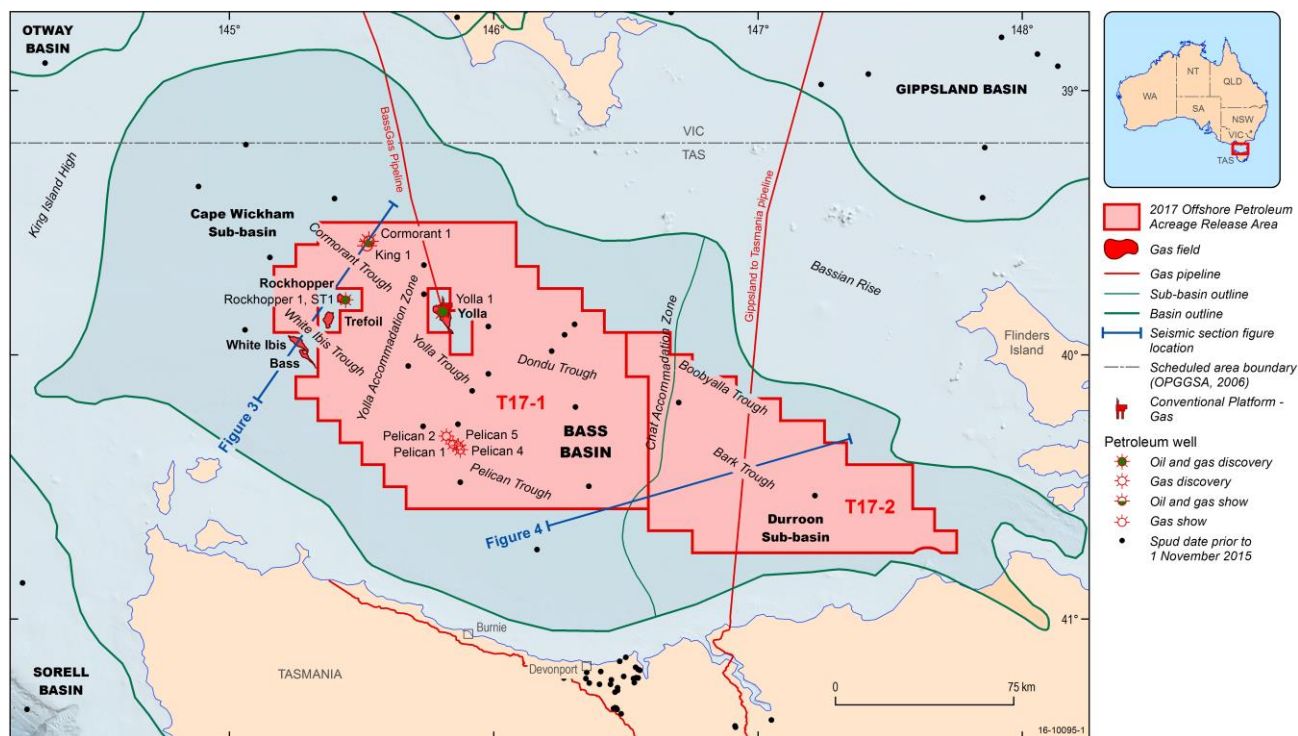 145°
146°
147°
148°
OTWAY
BASIN
GIPPSLAND BASIN
39°
BassGas Pipeline
VIC
TAS
King Island High
Gippsland to Tasmania pipeline
Cape Wickham
Sub-basin
Cormorant Trough
Cormorant 1
King 1
Bassian Rise
Rockhopper
Rockhopper 1, ST1
Yolla 1
Yolla
Trefoil
White Ibis Trough
White Ibis
Bass
Yolla Accommodation Zone
Yolla Trough
Dondu Trough
Chat Accommodation Zone
Boobyalla Trough
Flinders
Island
40°
T17-1
Figure 3
BASS
BASIN
Pelican 2
Pelican 5
Pelican 1
Pelican 4
Pelican Trough
Bark Trough
T17-2
Figure 4
Durroon
Sub-basin
41°
Burnie
Devonport
TASMANIA
SORELL
BASIN
0
75 km
16-10095-1
WA
NT
QLD
SA
NSW
VIC
TAS
2017 Offshore Petroleum
Acreage Release Area
Gas field
Gas pipeline
Sub-basin outline
Basin outline
Seismic section figure
location
Scheduled area boundary
(OPGGSA, 2006)
Conventional Platform -
Gas
Petroleum well
Oil and gas discovery
Gas discovery
Oil and gas show
Gas show
Spud date prior to
1 November 2015